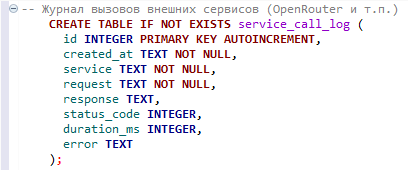 -- Журнал вызовов внешних сервисов (OpenRouter и т.п.)
CREATE TABLE IF NOT EXISTS service_call_log (
id INTEGER PRIMARY KEY AUTOINCREMENT,
created_at TEXT NOT NULL,
service TEXT NOT NULL,
request TEXT NOT NULL,
response TEXT,
status_code INTEGER,
duration_ms INTEGER,
error TEXT
);